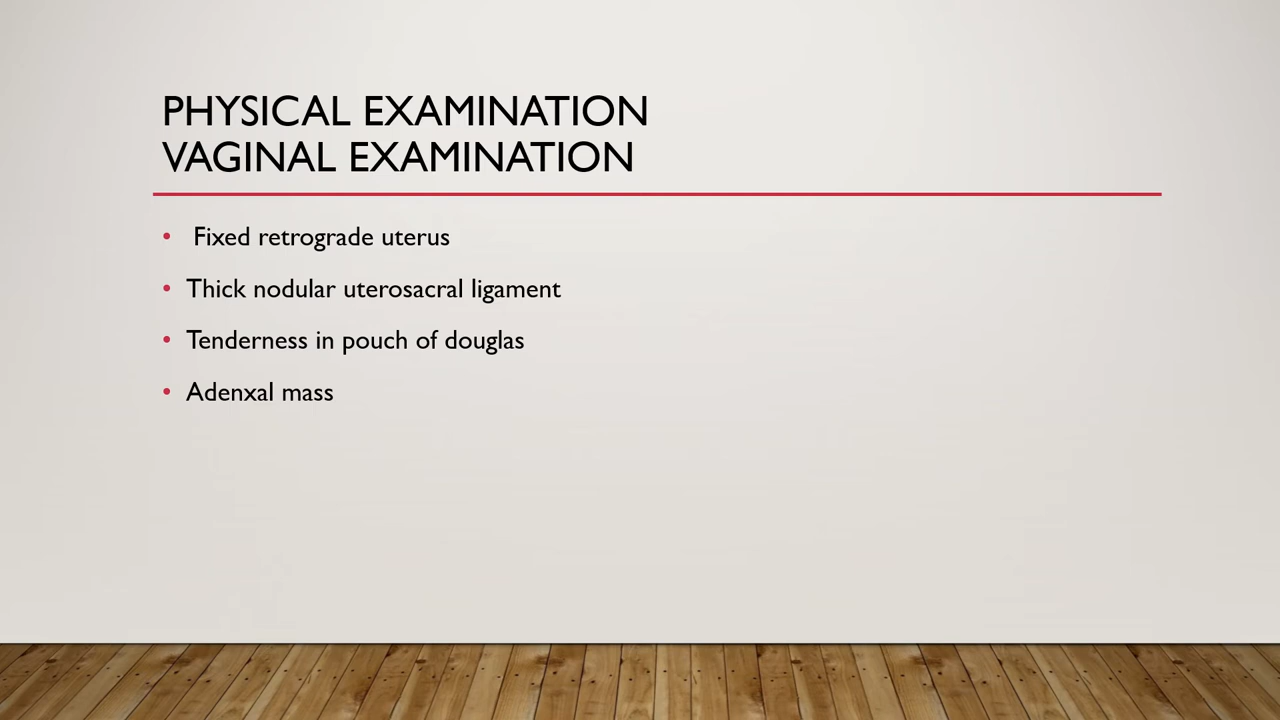 PHYSICAL EXAMINATION
VAGINAL EXAMINATION
• Fixed retrograde uterus
• Thick nodular uterosacral ligament
• Tenderness in pouch of douglas
• Adenxal mass